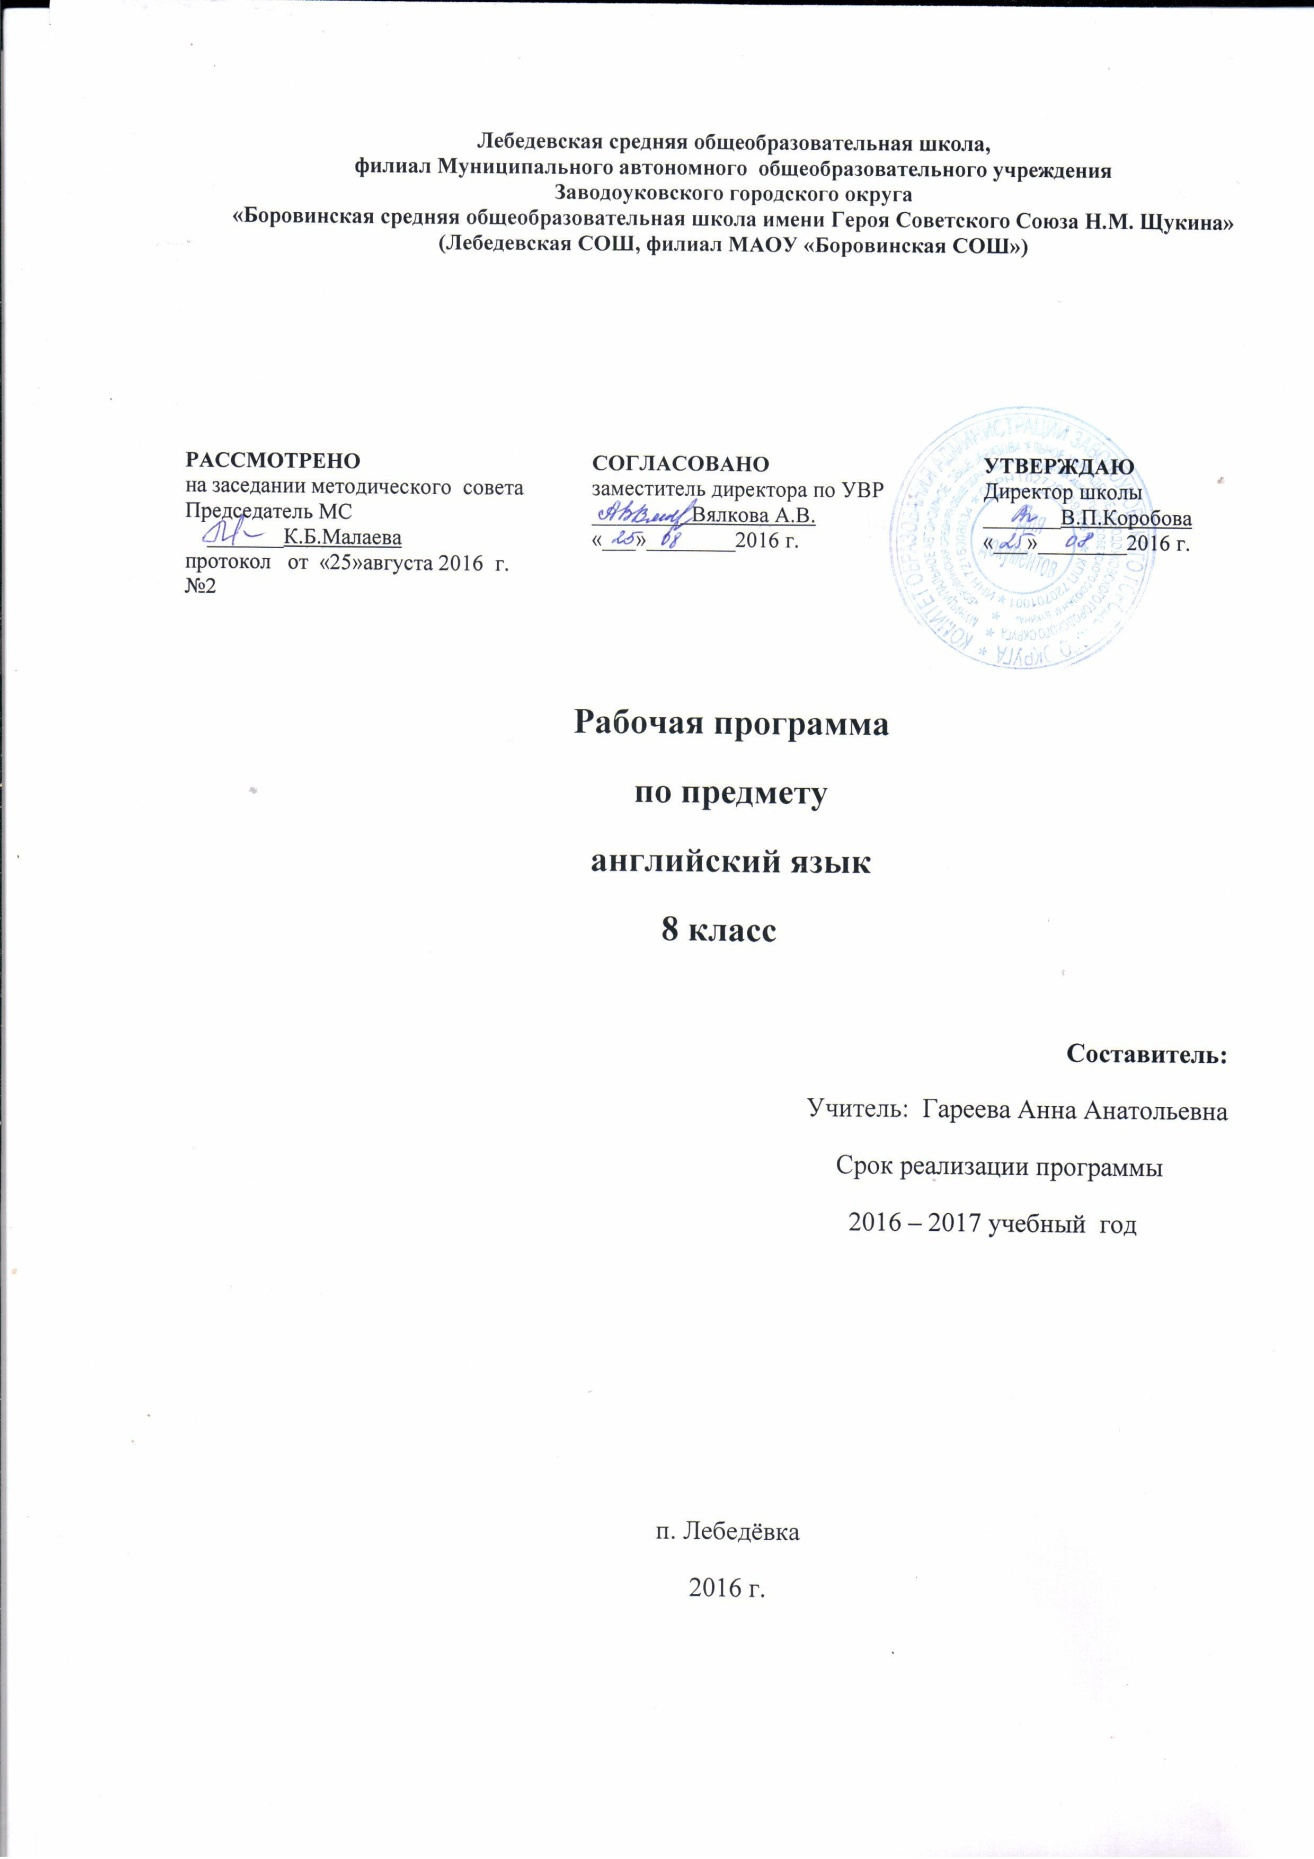 Лебедевская средняя общеобразовательная школа,
филиал Муниципального автономного общеобразовательного учреждения
Заводоуковского городского округа
«Боровинская средняя общеобразовательная школа имени Героя Советского Союза Н.М. Щукина»
(Лебедевская СОШ, филиал МАОУ «Боровинская СОШ»)
РАССМОТРЕНО
на заседании методического совета
Председатель МС
_______К.Б.Малаева
протокол от «25»августа 2016 г.
№2
СОГЛАСОВАНО
заместитель директора по УВР
_________Вялкова А.В.
«25» 08 2016 г.
УТВЕРЖДАЮ
Директор школы
_______В.П.Коробова
«25» 08 2016 г.
Рабочая программа
по предмету
английский язык
8 класс
Составитель:
Учитель: Гареева Анна Анатольевна
Срок реализации программы
2016 – 2017 учебный год
п. Лебедёвка
2016 г.